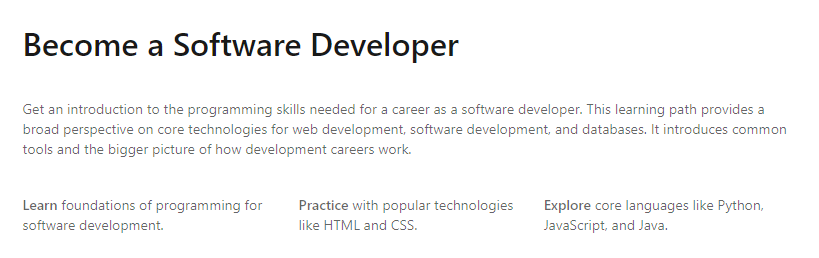 Become a Software Developer
Get an introduction to the programming skills needed for a career as a software developer. This learning path provides a
broad perspective on core technologies for web development, software development, and databases. It introduces common
tools and the bigger picture of how development careers work.
Learn foundations of programming for
software development.
Practice with popular technologies
like HTML and CSS.
Explore core languages like Python,
JavaScript, and Java.